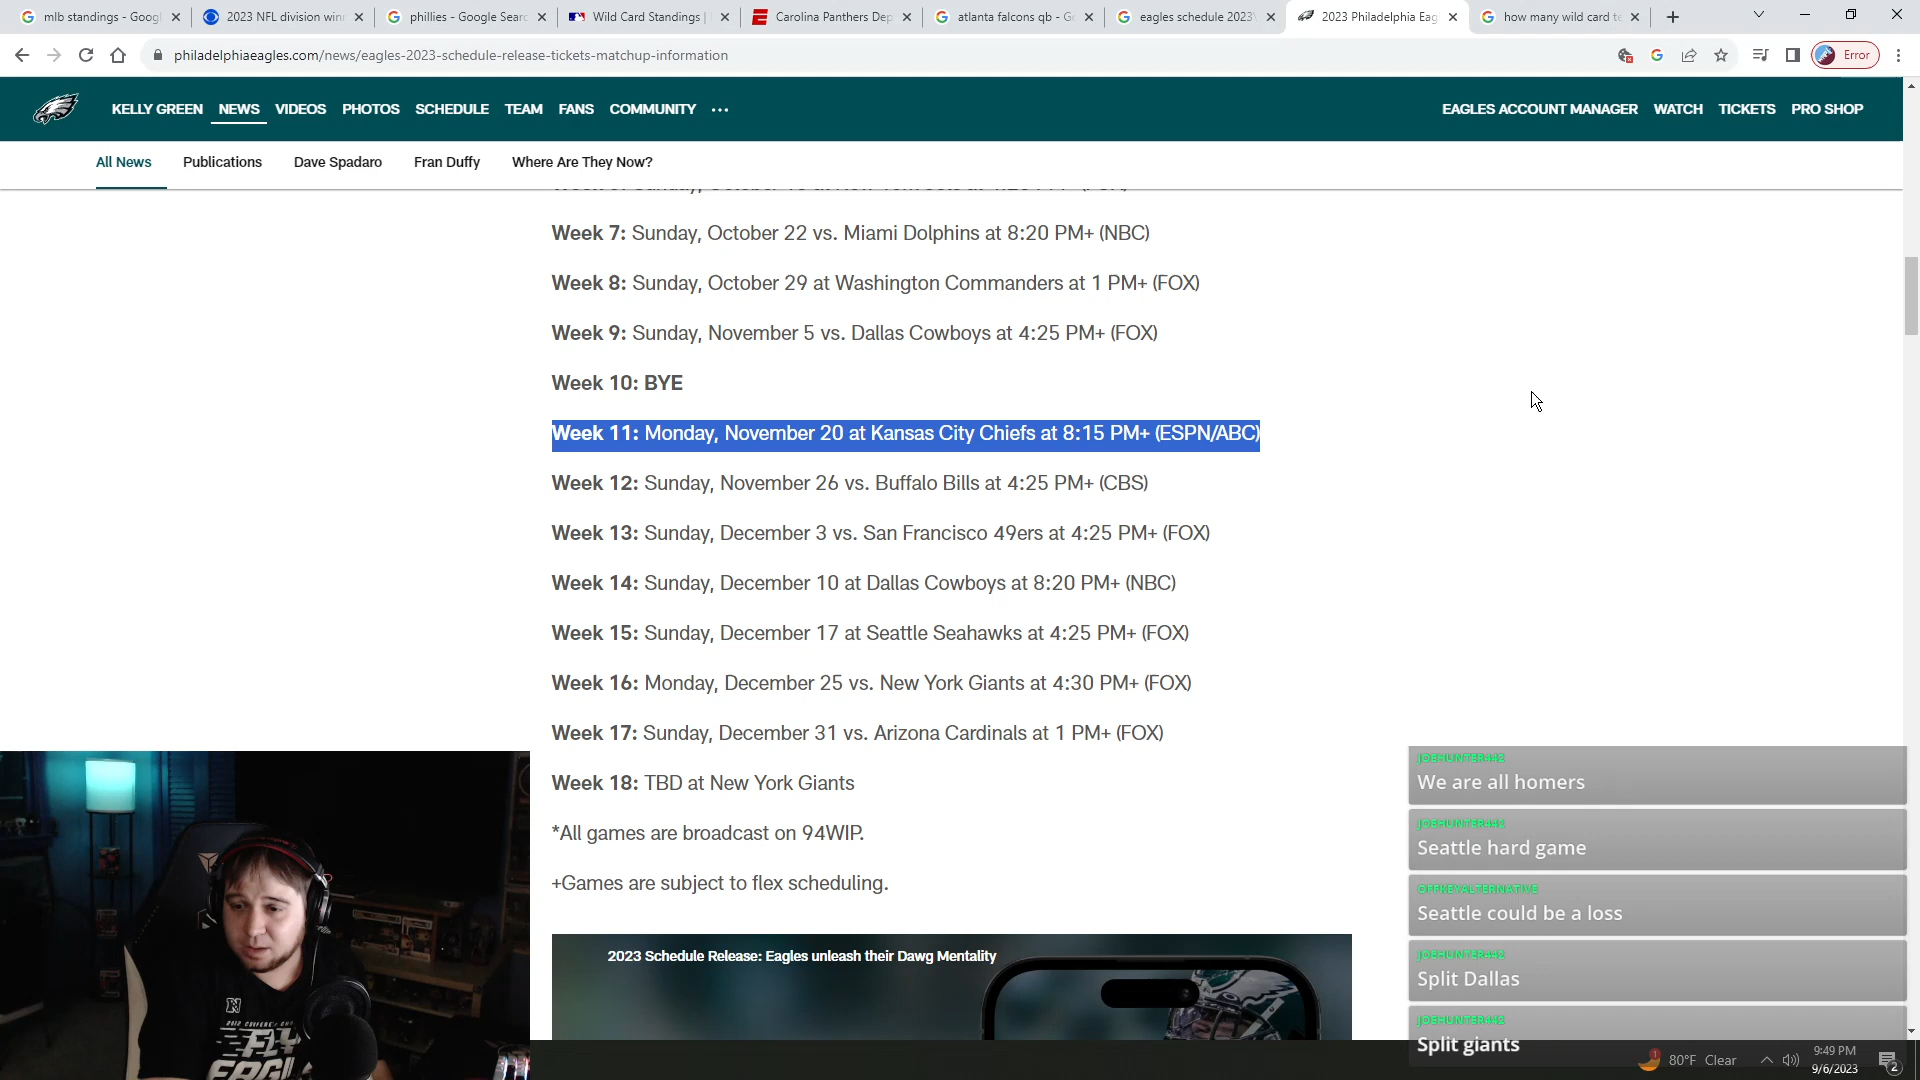 mlb standings - Googl
2023 NFL division winn
phillies - Google Searc
Wild Card Standings |
Carolina Panthers Dep
atlanta falcons qb - G
eagles schedule 2023
2023 Philadelphia Eag
how many wild card te
philadelphiaeagles.com/news/eagles-2023-schedule-release-tickets-matchup-information
Error
KELLY GREEN NEWS VIDEOS PHOTOS SCHEDULE TEAM FANS COMMUNITY ...
EAGLES ACCOUNT MANAGER WATCH TICKETS PRO SHOP
All News Publications Dave Spadaro Fran Duffy Where Are They Now?
Week 7: Sunday, October 22 vs. Miami Dolphins at 8:20 PM+ (NBC)
Week 8: Sunday, October 29 at Washington Commanders at 1 PM+ (FOX)
Week 9: Sunday, November 5 vs. Dallas Cowboys at 4:25 PM+ (FOX)
Week 10: BYE
Week 11: Monday, November 20 at Kansas City Chiefs at 8:15 PM+ (ESPN/ABC)
Week 12: Sunday, November 26 vs. Buffalo Bills at 4:25 PM+ (CBS)
Week 13: Sunday, December 3 vs. San Francisco 49ers at 4:25 PM+ (FOX)
Week 14: Sunday, December 10 at Dallas Cowboys at 8:20 PM+ (NBC)
Week 15: Sunday, December 17 at Seattle Seahawks at 4:25 PM+ (FOX)
Week 16: Monday, December 25 vs. New York Giants at 4:30 PM+ (FOX)
Week 17: Sunday, December 31 vs. Arizona Cardinals at 1 PM+ (FOX)
Week 18: TBD at New York Giants
*All games are broadcast on 94WIP.
+Games are subject to flex scheduling.
2023 Schedule Release: Eagles unleash their Dawg Mentality
JOEHUNTER442
We are all homers
JOEHUNTER442
Seattle hard game
OFFKEYALTERNATIVE
Seattle could be a loss
JOEHUNTER442
Split Dallas
JOEHUNTER442
Split giants
FLY
80°F Clear
9:49 PM
9/6/2023
2